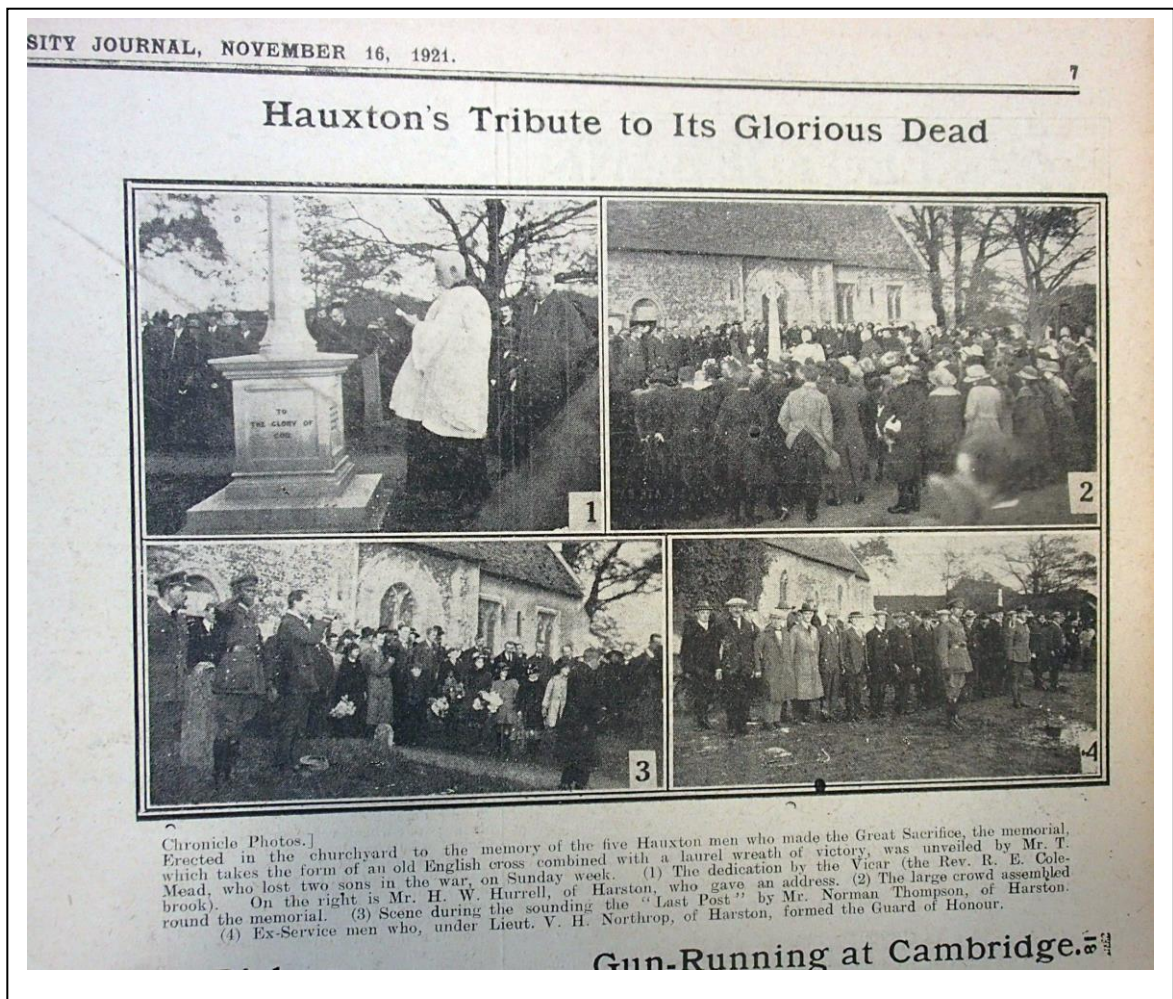 SITY JOURNAL, NOVEMBER 16, 1921.
7
Hauxton's Tribute to Its Glorious Dead
TO
THE GLORY OF
GOD
1
2
3
4
Chronicle Photos.]
Erected in the churchyard to the memory of the five Hauxton men who made the Great Sacrifice, the memorial,
which takes the form of an old English cross combined with a laurel wreath of victory, was unveiled by Mr. T.
Mead, who lost two sons in the war, on Sunday week. (1) The dedication by the Vicar (the Rev. R. E. Cole-
brook). On the right is Mr. H. W. Hurrell, of Harston, who gave an address. (2) The large crowd assembled
round the memorial. (3) Scene during the sounding the "Last Post" by Mr. Norman Thompson, of Harston.
(4) Ex-Service men who, under Lieut. V. H. Northrop, of Harston, formed the Guard of Honour.
Gun-Running at Cambridge.